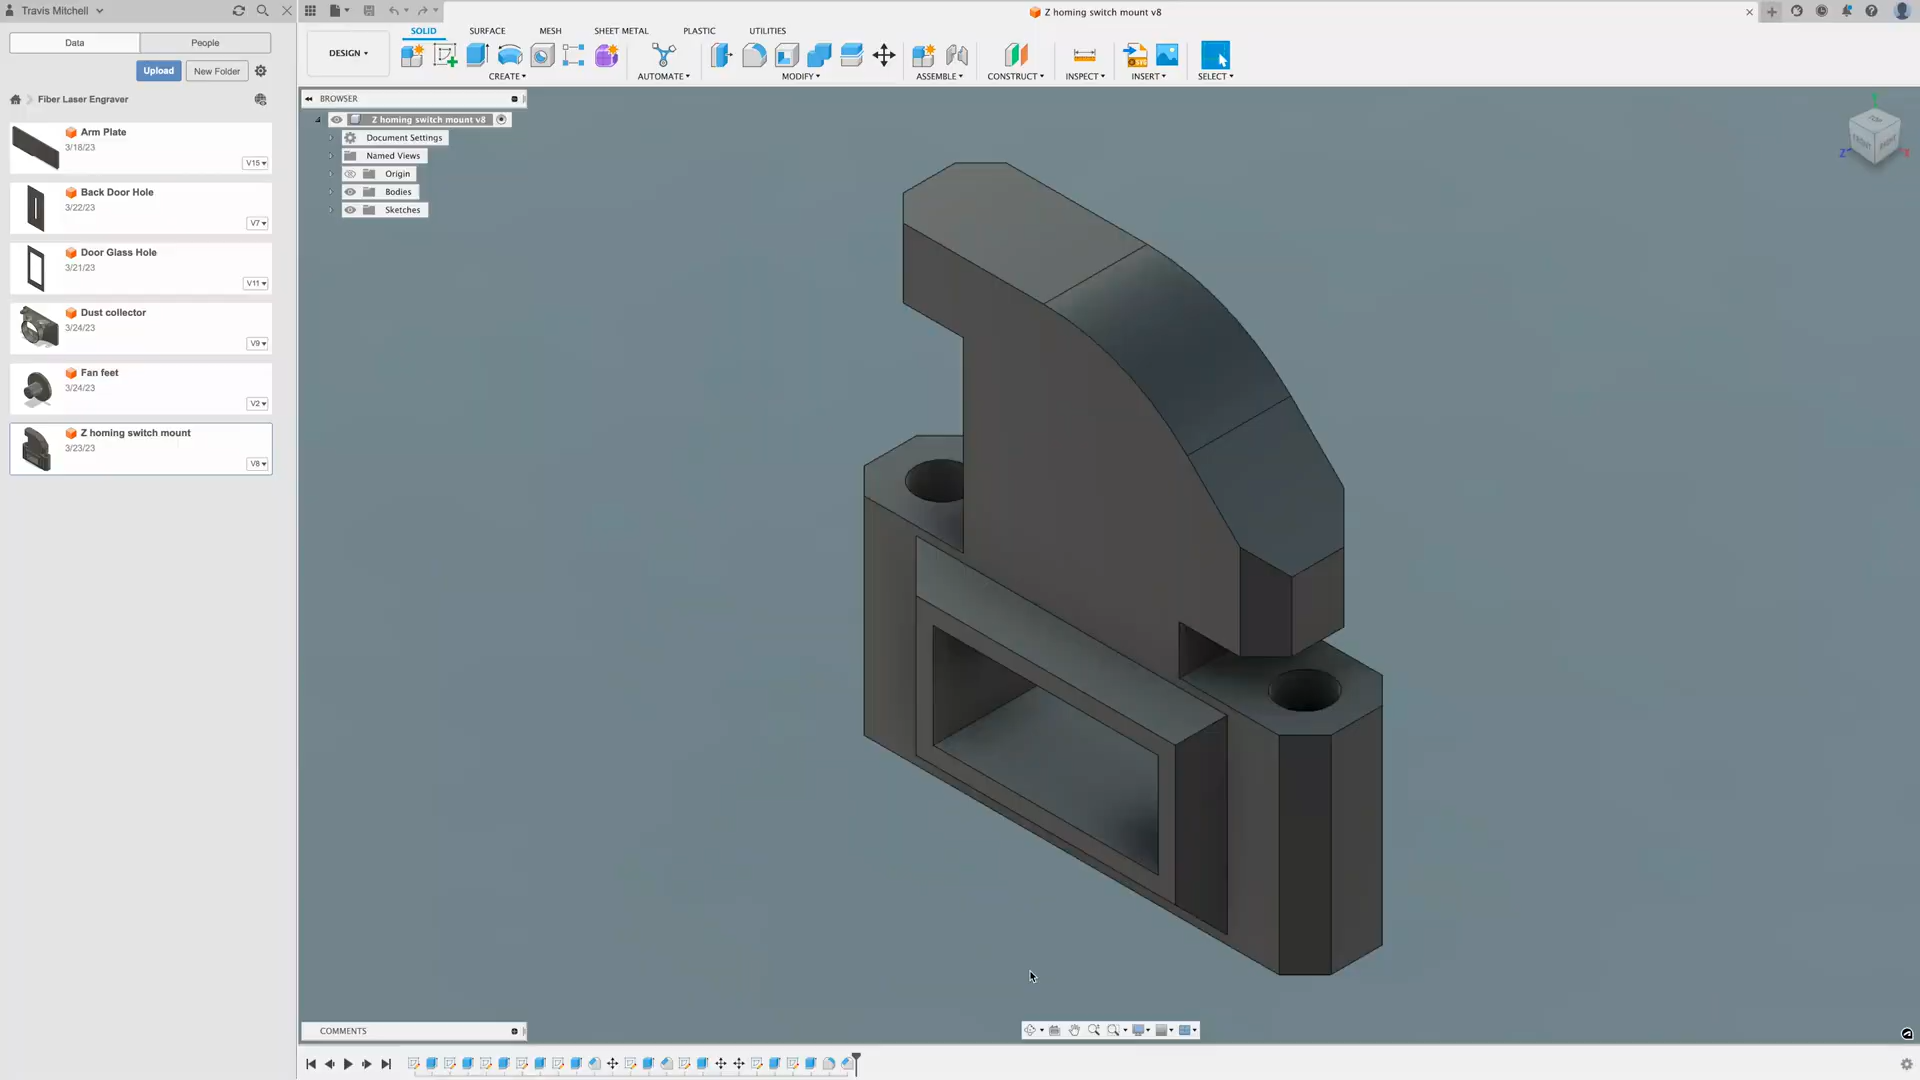 Travis Mitchell
Z homing switch mount v8
SOLID
SURFACE
MESH
SHEET METAL
PLASTIC
UTILITIES
Data
People
DESIGN
CREATE
AUTOMATE
MODIFY
ASSEMBLE
CONSTRUCT
INSPECT
INSERT
SELECT
Upload
New Folder
Fiber Laser Engraver
BROWSER
Z homing switch mount v8
Document Settings
Named Views
Origin
Bodies
Sketches
Arm Plate
3/18/23
V15
Back Door Hole
3/22/23
V7
Door Glass Hole
3/21/23
V11
Dust collector
3/24/23
V9
Fan feet
3/24/23
V2
Z homing switch mount
3/23/23
V8
Y
TOP
FRONT
RIGHT
Z
X
COMMENTS